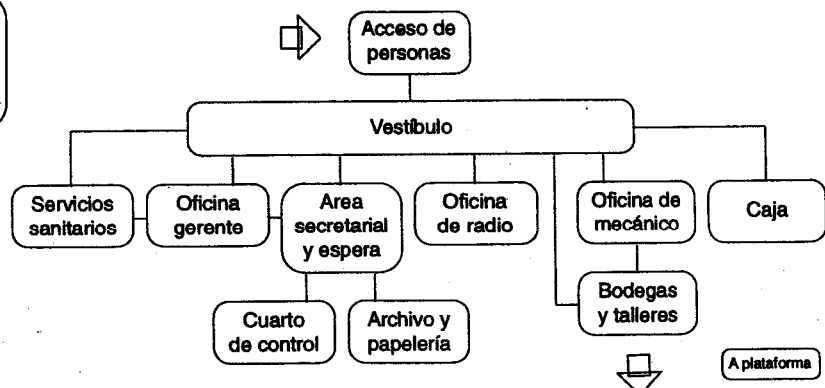 Acceso de
personas
Vestíbulo
Servicios
sanitarios
Oficina
gerente
Area
secretarial
y espera
Oficina
de radio
Oficina de
mecánico
Caja
Cuarto
de control
Archivo y
papelería
Bodegas
y talleres
A plataforma